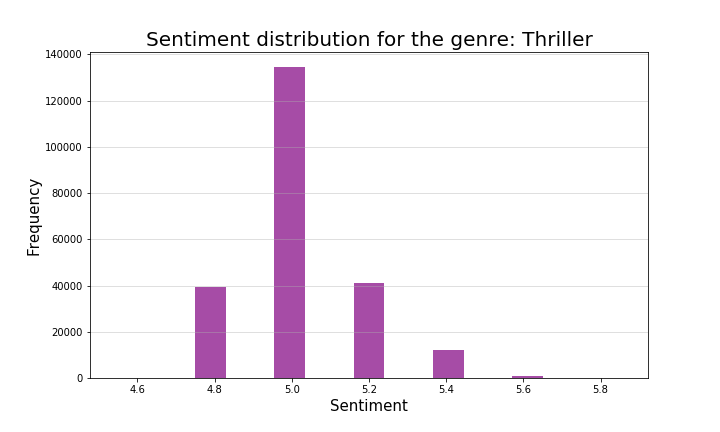 Sentiment distribution for the genre: Thriller
140000
120000
100000
80000
60000
40000
20000
0
Frequency
4.6 4.8 5.0 5.2 5.4 5.6 5.8
Sentiment